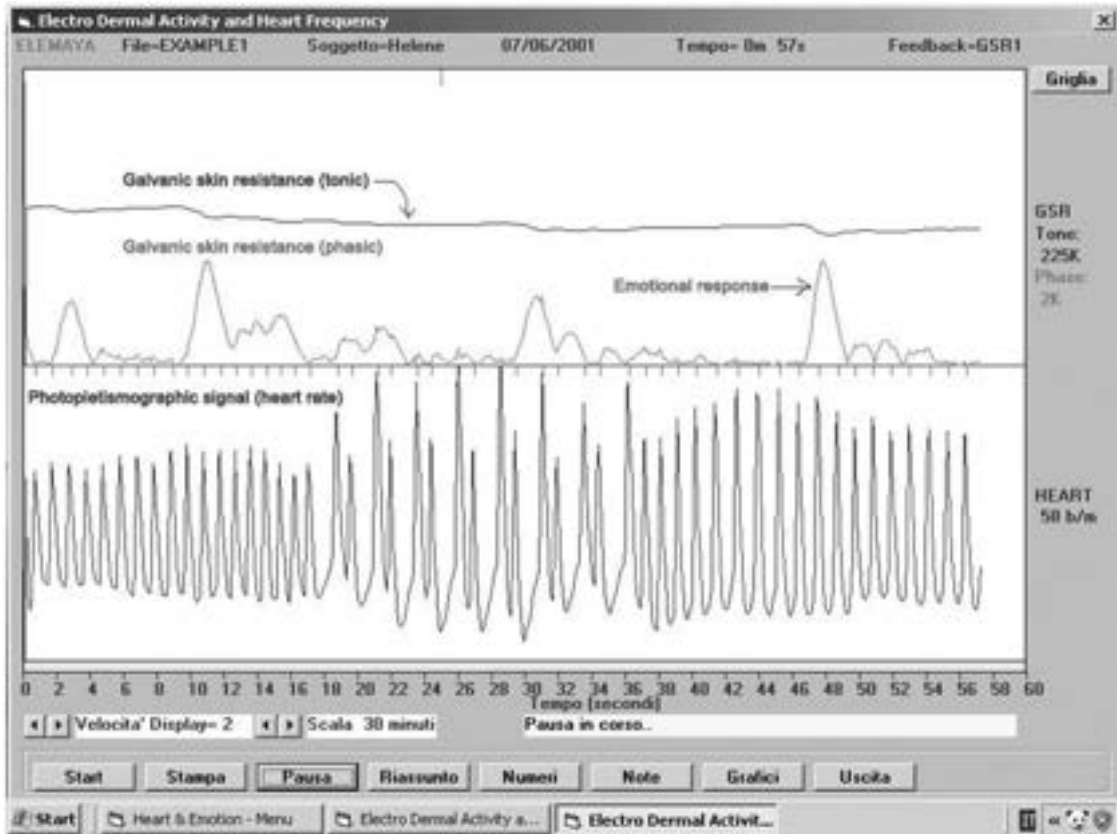 Electro Dermal Activity and Heart Frequency
ELEMAYA File=EXAMPLE1 Soggetto=Helene 07/06/2001 Tempo= 0m 57s Feedback=GSR1
Griglia
Galvanic skin resistance (tonic)
GSR
Tone:
225K
Phase:
2K
Galvanic skin resistance (phasic)
Emotional response
Photopletismographic signal (heart rate)
HEART
58 b/m
0 2 4 6 8 10 12 14 16 18 20 22 24 26 28 30 32 34 36 38 40 42 44 46 48 50 52 54 56 58 60
Tempo [secondi]
Velocita' Display= 2 Scala 30 minuti Pausa in corso..
Start Stampa Pausa Riassunto Numeri Note Grafici Uscita
Start Heart & Emotion - Menu Electro Dermal Activity a... Electro Dermal Activit...